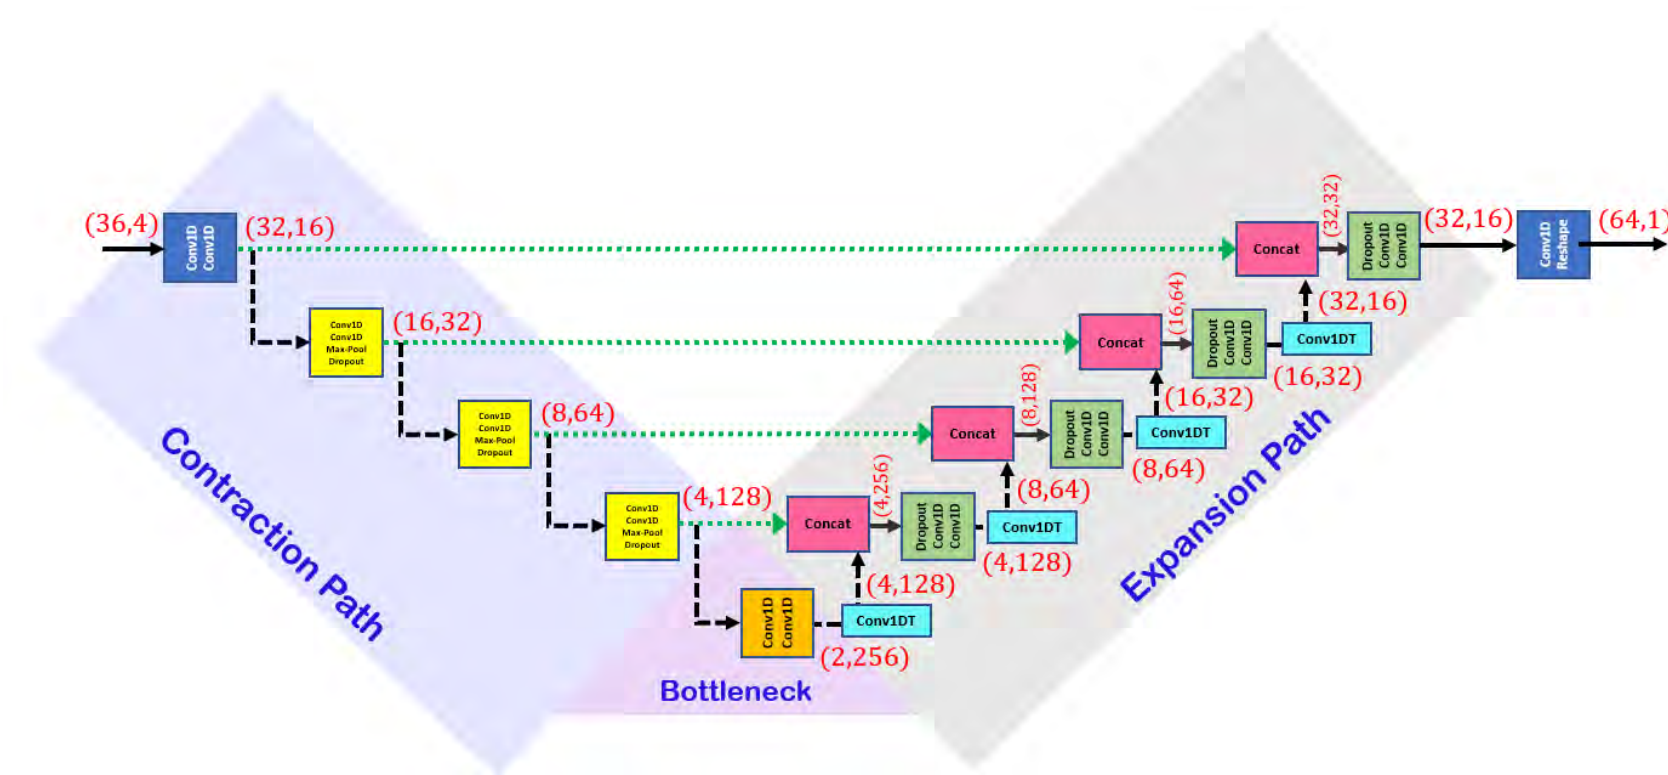 (36,4)
Conv1D
Conv1D
(32,16)
Concat
(32,32)
Dropout
Conv1D
Conv1D
(32,16)
Conv1D
Reshape
(64,1)
Conv1D
Conv1D
Max-Pool
Dropout
(16,32)
Concat
(16,64)
Dropout
Conv1D
Conv1D
(16,32)
Conv1DT
(32,16)
Conv1D
Conv1D
Max-Pool
Dropout
(8,64)
Concat
(8,128)
Dropout
Conv1D
Conv1D
(8,64)
Conv1DT
(16,32)
Conv1D
Conv1D
Max-Pool
Dropout
(4,128)
Concat
(4,256)
Dropout
Conv1D
Conv1D
(4,128)
Conv1DT
(8,64)
Conv1D
Conv1D
(2,256)
Conv1DT
(4,128)
Contraction Path
Bottleneck
Expansion Path